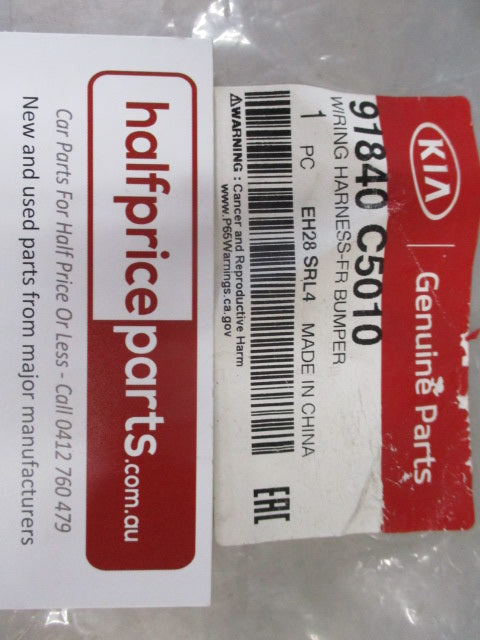 KIA
Genuine Parts
91840 C5010
WIRING HARNESS-FR BUMPER
1 PC EH28 SRL4 MADE IN CHINA
EAC
WARNING : Cancer and Reproductive Harm
www.P65Warnings.ca.gov
halfpriceparts.com.au
Car Parts For Half Price Or Less - Call 0412 760 479
New and used parts from major manufacturers